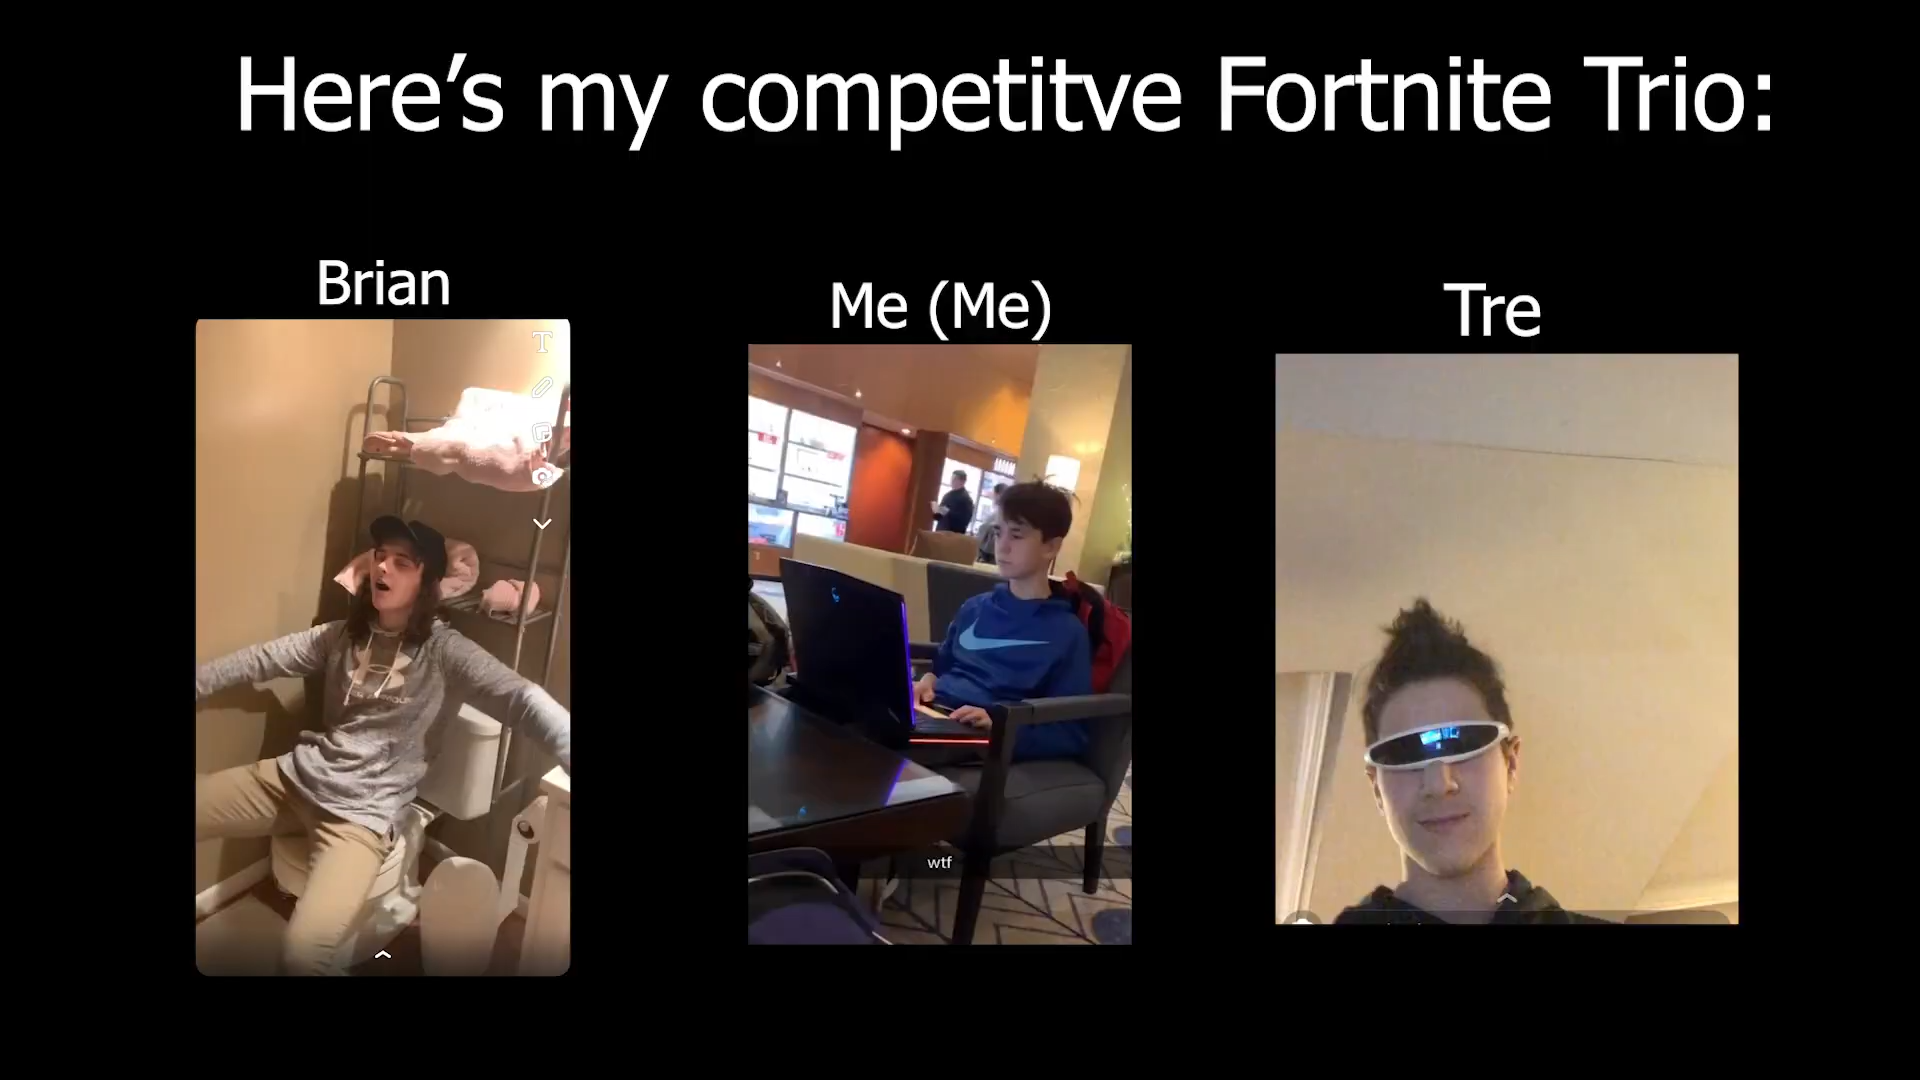 Here’s my competitve Fortnite Trio:
Brian
Me (Me)
Tre
T
wtf